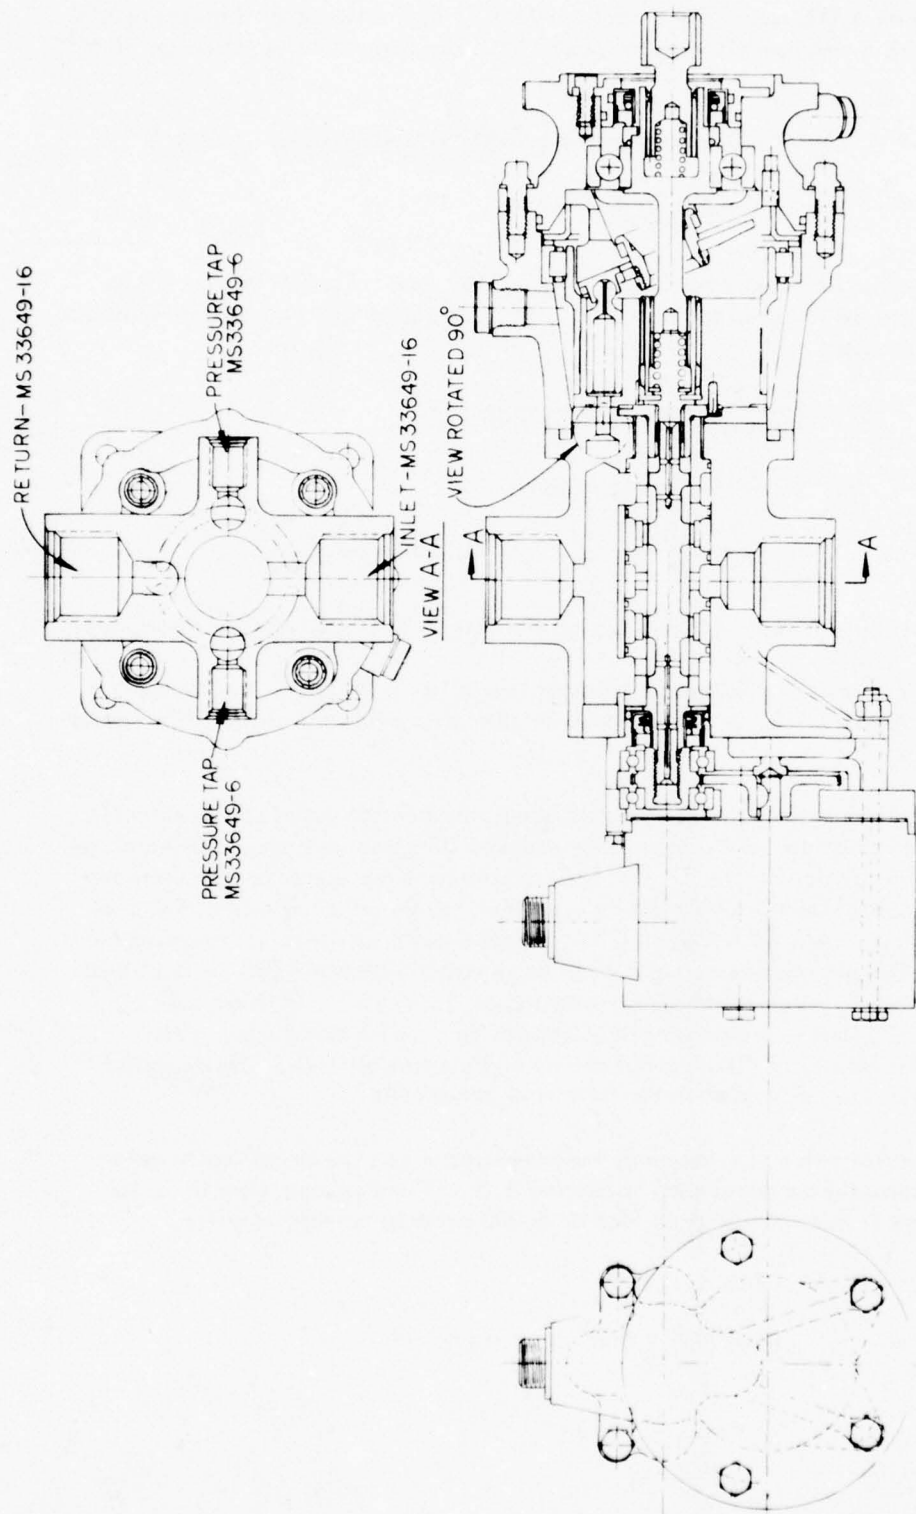 RETURN-MS 33649-16
PRESSURE TAP
MS33649-6
PRESSURE TAP
MS33649-6
INLET-MS 33649-16
VIEW A-A
VIEW ROTATED 90°
A
A